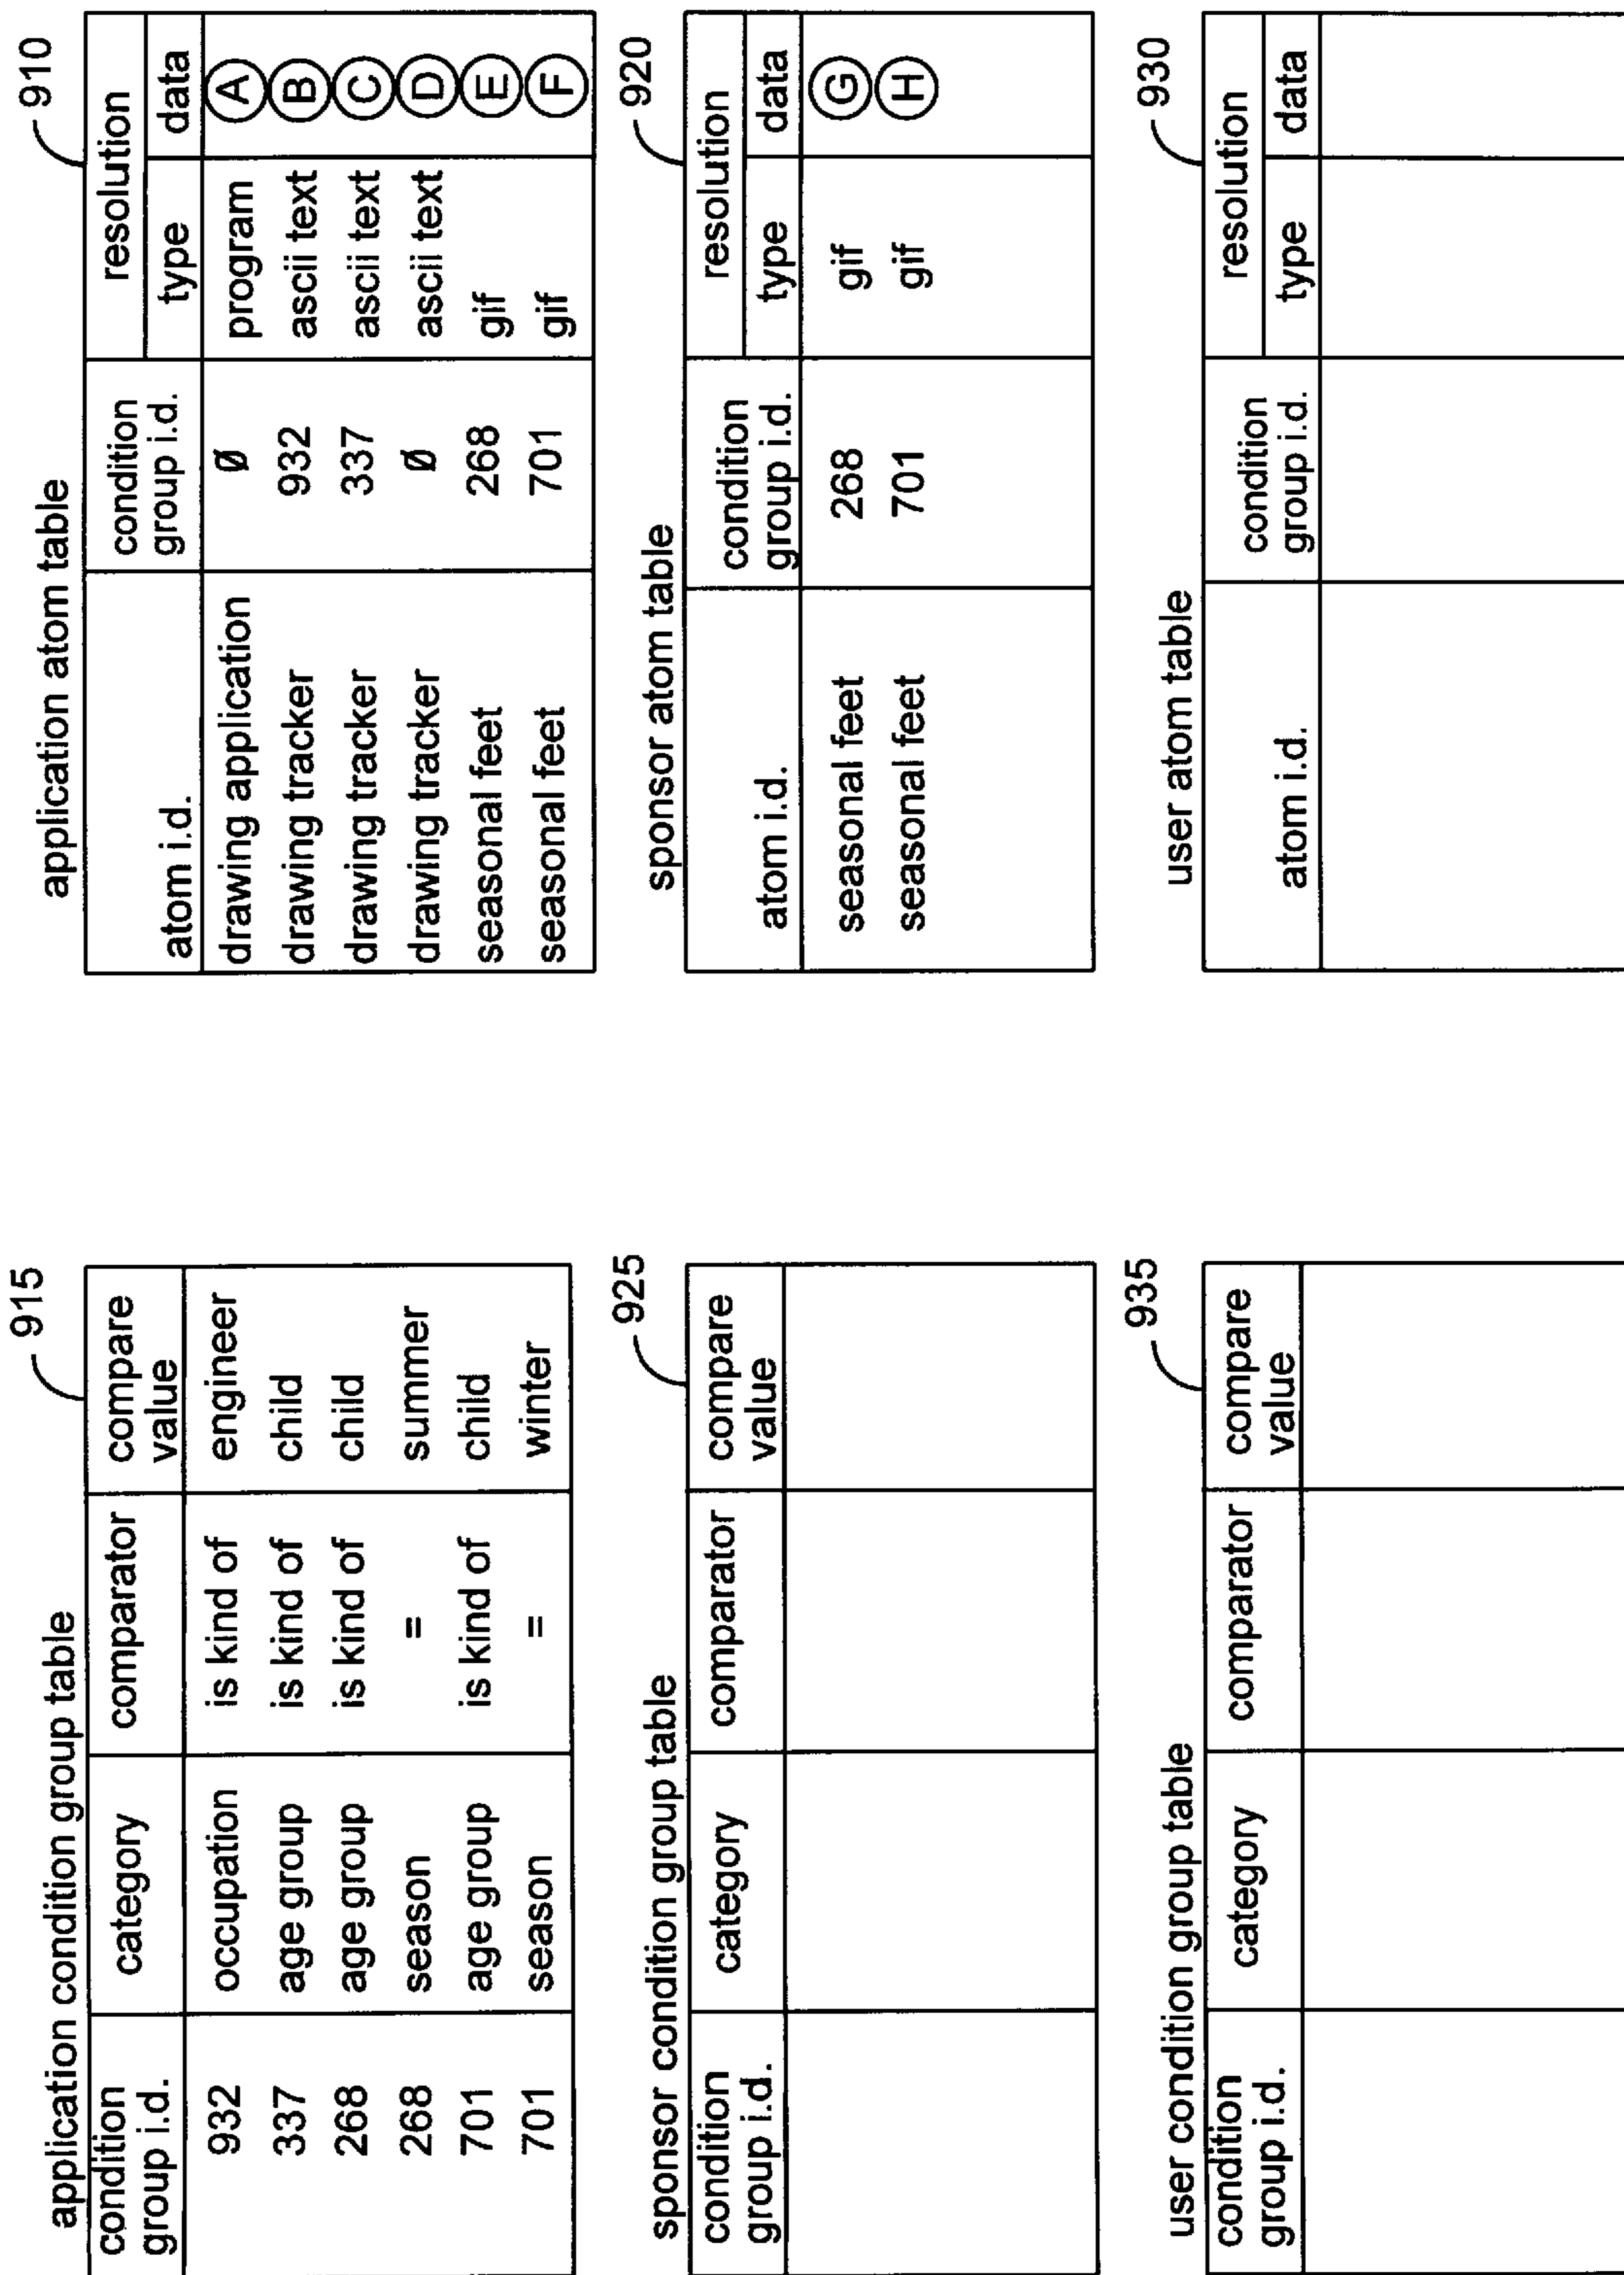 application condition group table
915
condition group i.d. category comparator compare value
932 occupation is kind of engineer
337 age group is kind of child
268 age group is kind of child
268 season = summer
701 age group is kind of child
701 season = winter
sponsor condition group table
925
condition group i.d. category comparator compare value
user condition group table
935
condition group i.d. category comparator compare value
application atom table
910
atom i.d. condition group i.d. resolution
type data
drawing application Ø program A
drawing tracker 932 ascii text B
drawing tracker 337 ascii text C
drawing tracker Ø ascii text D
seasonal feet 268 gif E
seasonal feet 701 gif F
sponsor atom table
920
atom i.d. condition group i.d. resolution
type data
seasonal feet 268 gif G
seasonal feet 701 gif H
user atom table
930
atom i.d. condition group i.d. resolution
type data